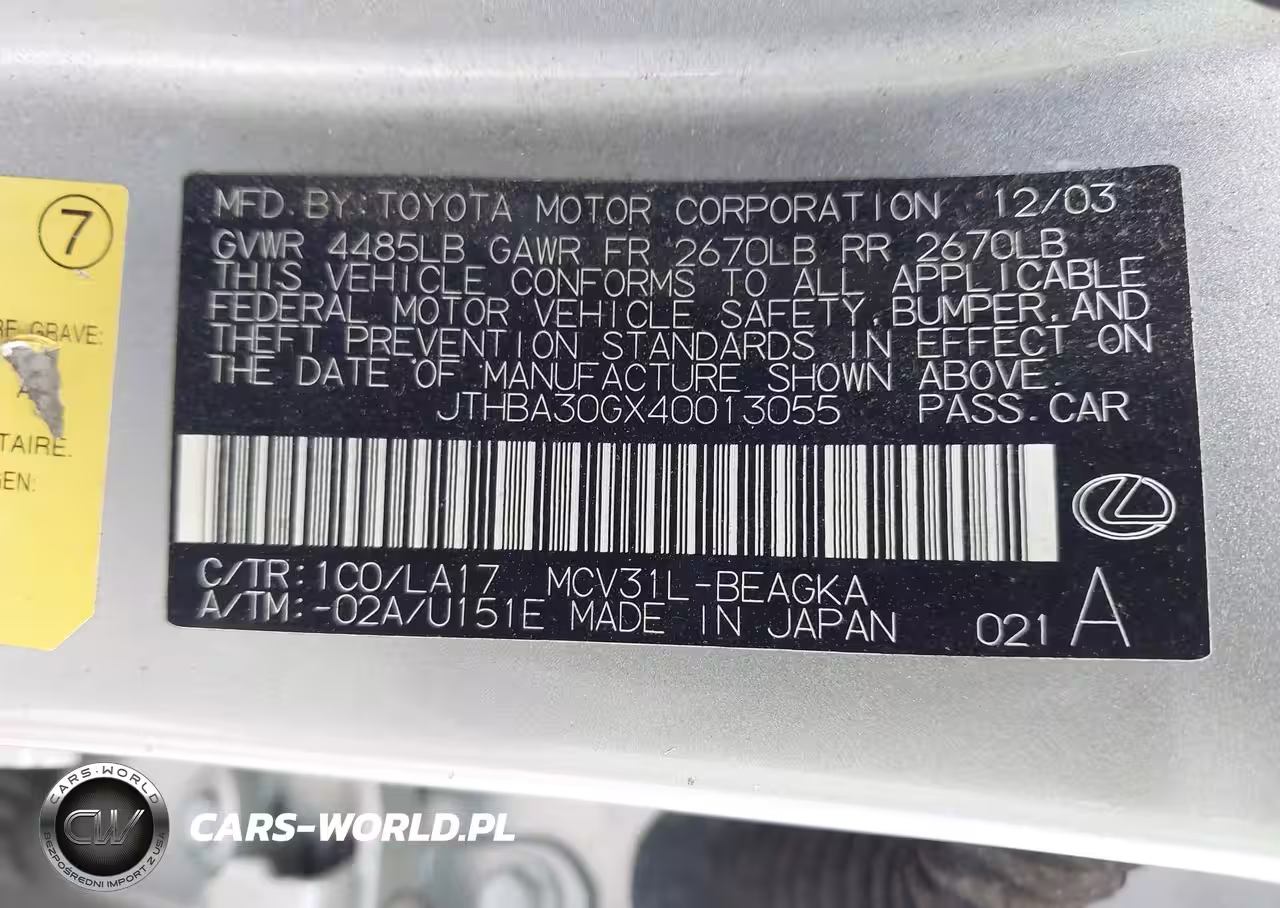 7
RE GRAVE:
TAIRE.
GEN:
MFD. BY: TOYOTA MOTOR CORPORATION 12/03
GVWR 4485LB GAWR FR 2670LB RR 2670LB
THIS VEHICLE CONFORMS TO ALL APPLICABLE
FEDERAL MOTOR VEHICLE SAFETY, BUMPER, AND
THEFT PREVENTION STANDARDS IN EFFECT ON
THE DATE OF MANUFACTURE SHOWN ABOVE.
JTHBA30GX40013055 PASS. CAR
C/TR: 1C0/LA17 MCV31L-BEAGKA
A/TM: -02A/U151E MADE IN JAPAN 021 A
CARS-WORLD
CW
BEZPOŚREDNI IMPORT Z USA
CARS-WORLD.PL